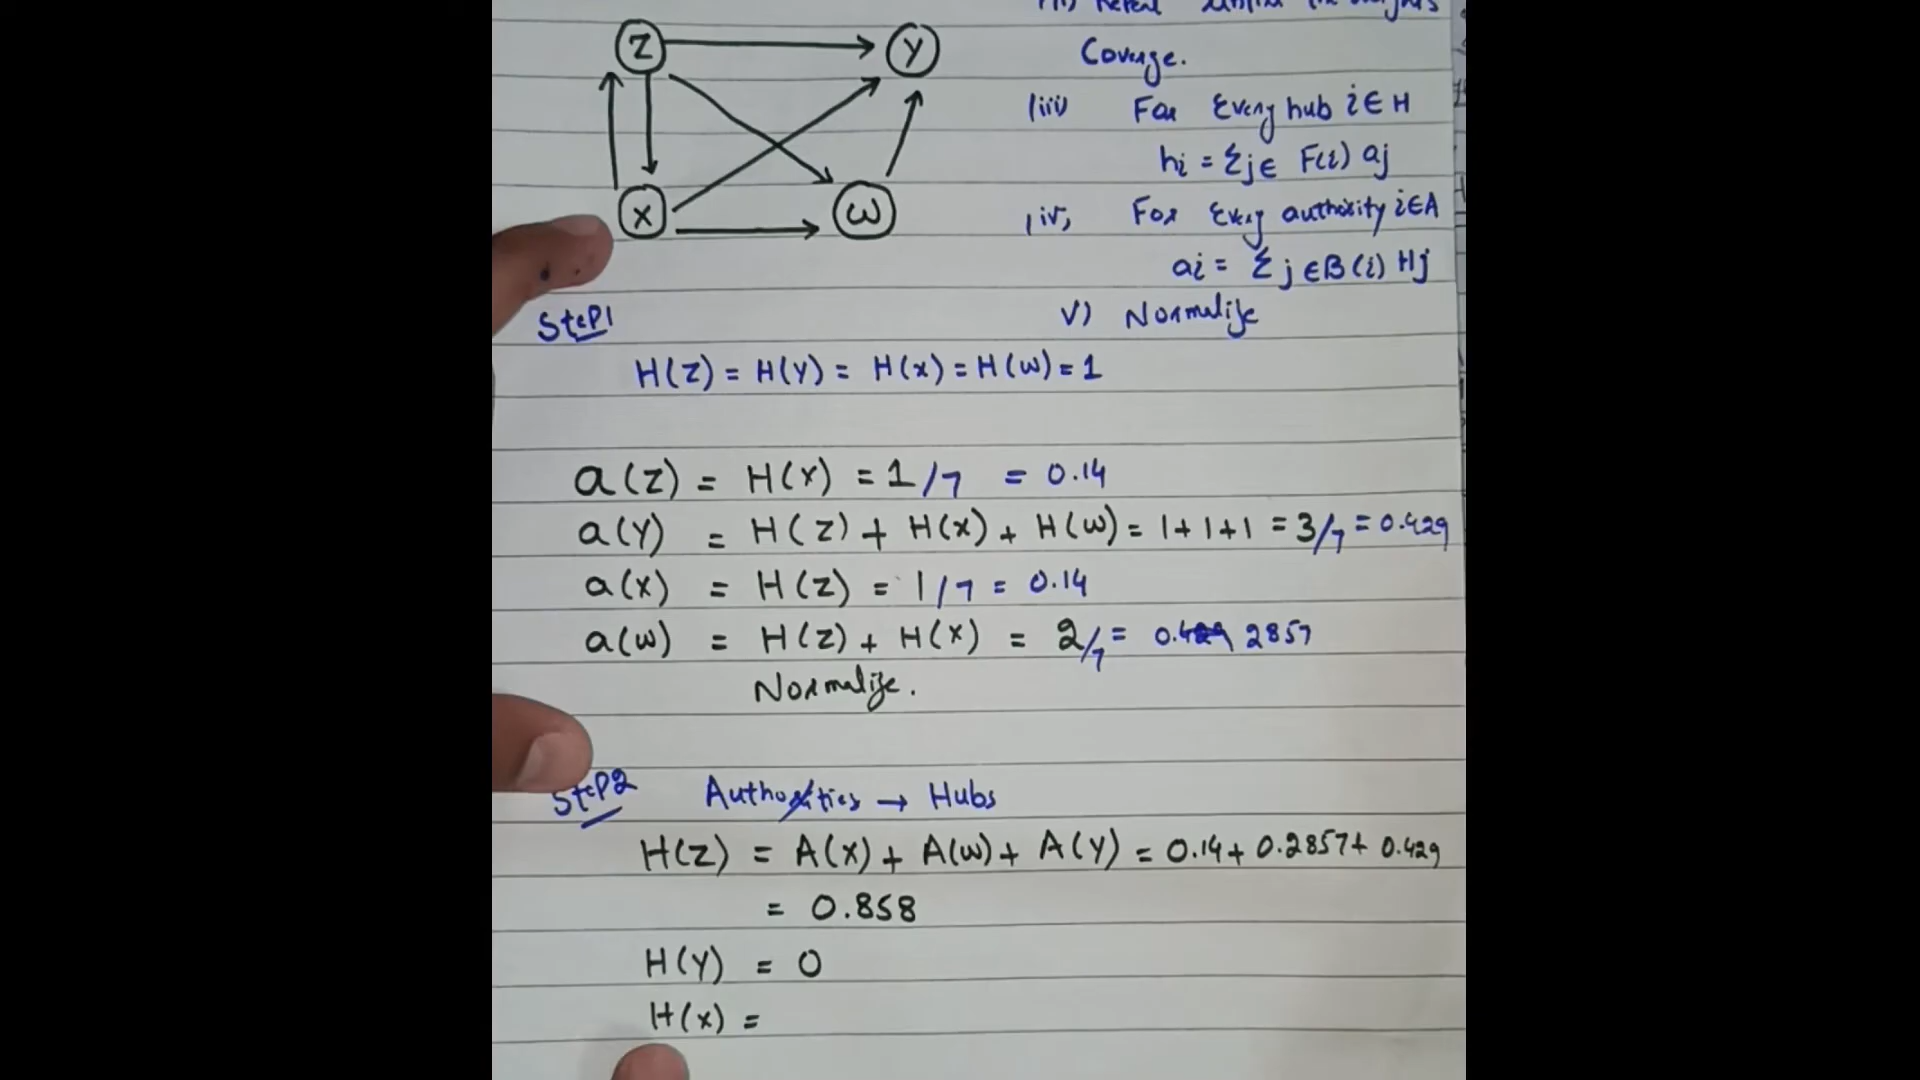 Z
Y
X
W
Coverge.
(iii) For Every hub i∈H
hi = Σj∈ F(i) aj
(iv) For Every authority i∈A
ai = Σj∈B(i) Hj
v) Normalize
Step1
H(Z) = H(Y) = H(x) = H(w) = 1
a(z) = H(x) = 1/7 = 0.14
a(Y) = H(z) + H(x) + H(w) = 1+1+1 = 3/7 = 0.429
a(x) = H(z) = 1/7 = 0.14
a(w) = H(z) + H(x) = 2/7 = 0.2857
Normalize.
Step2 Authorities → Hubs
H(z) = A(x) + A(w) + A(Y) = 0.14 + 0.2857 + 0.429
= 0.858
H(Y) = 0
H(x) =